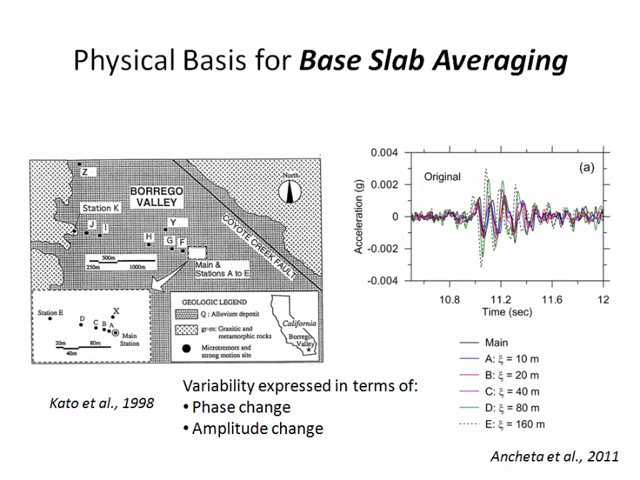 Physical Basis for Base Slab Averaging
Z
BORREGO
VALLEY
North
Station K
J
I
Y
H
G
F
COYOTE CREEK FAULT
500m
250m 1000m
Main &
Stations A to E
Station E
X
D
C
B
A
Main
Station
20m 80m
40m
GEOLOGIC LEGEND
Q : Alluvium deposit
gr-m: Granitic and
metamorphic rocks
Microtremors and
strong motion site
California
Borrego
Valley
Kato et al., 1998
Variability expressed in terms of:
• Phase change
• Amplitude change
(a)
Original
Acceleration (g)
0.004
0.002
0
-0.002
-0.004
10.8 11.2 11.6 12
Time (sec)
Main
A: ξ = 10 m
B: ξ = 20 m
C: ξ = 40 m
D: ξ = 80 m
E: ξ = 160 m
Ancheta et al., 2011